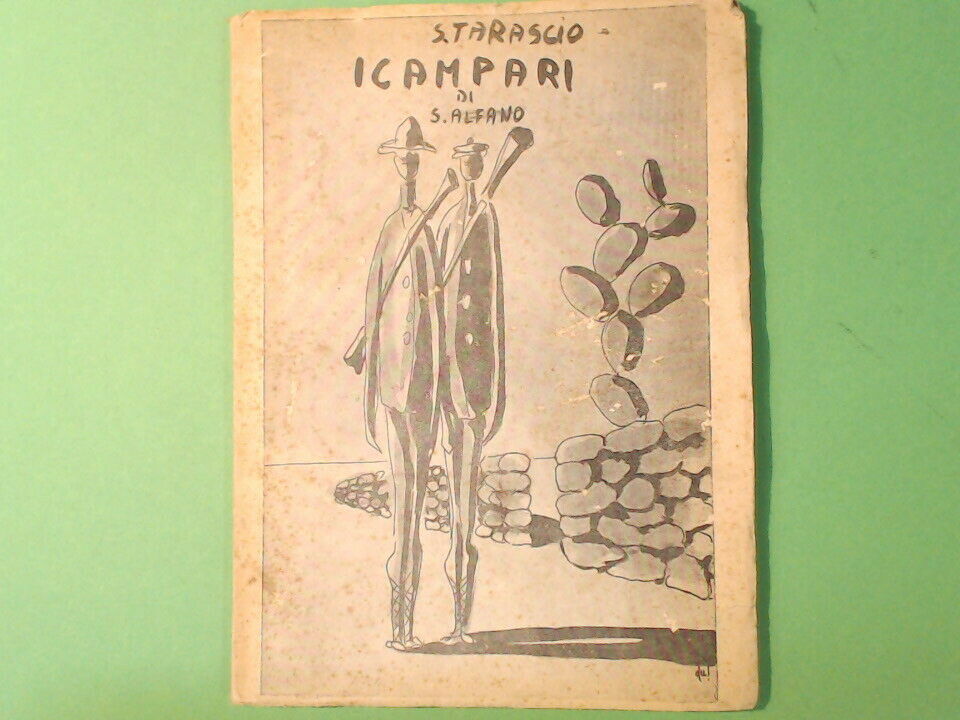 S. TARASCIO
I CAMPARI
DI
S. ALFANO